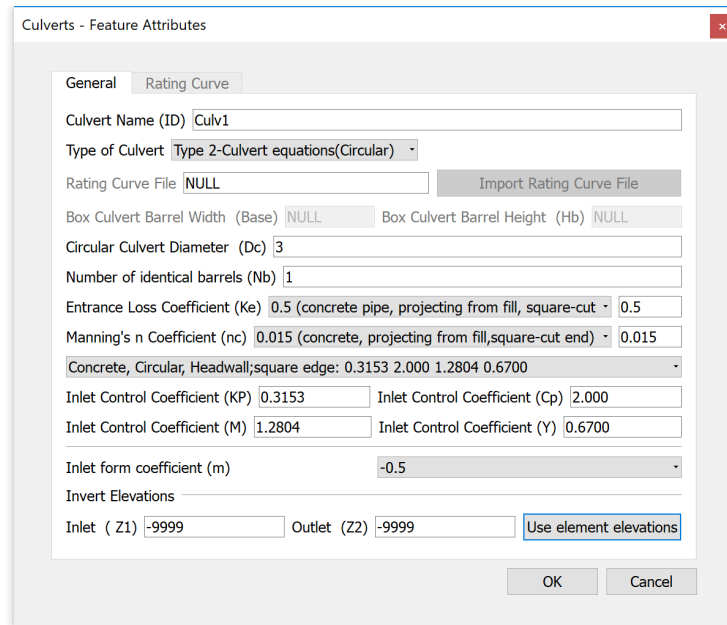 Culverts - Feature Attributes
×
General Rating Curve
Culvert Name (ID) Culv1
Type of Culvert Type 2-Culvert equations(Circular)
Rating Curve File NULL Import Rating Curve File
Box Culvert Barrel Width (Base) NULL Box Culvert Barrel Height (Hb) NULL
Circular Culvert Diameter (Dc) 3
Number of identical barrels (Nb) 1
Entrance Loss Coefficient (Ke) 0.5 (concrete pipe, projecting from fill, square-cut 0.5
Manning's n Coefficient (nc) 0.015 (concrete, projecting from fill,square-cut end) 0.015
Concrete, Circular, Headwall;square edge: 0.3153 2.000 1.2804 0.6700
Inlet Control Coefficient (KP) 0.3153 Inlet Control Coefficient (Cp) 2.000
Inlet Control Coefficient (M) 1.2804 Inlet Control Coefficient (Y) 0.6700
Inlet form coefficient (m) -0.5
Invert Elevations
Inlet ( Z1) -9999 Outlet (Z2) -9999 Use element elevations
OK Cancel